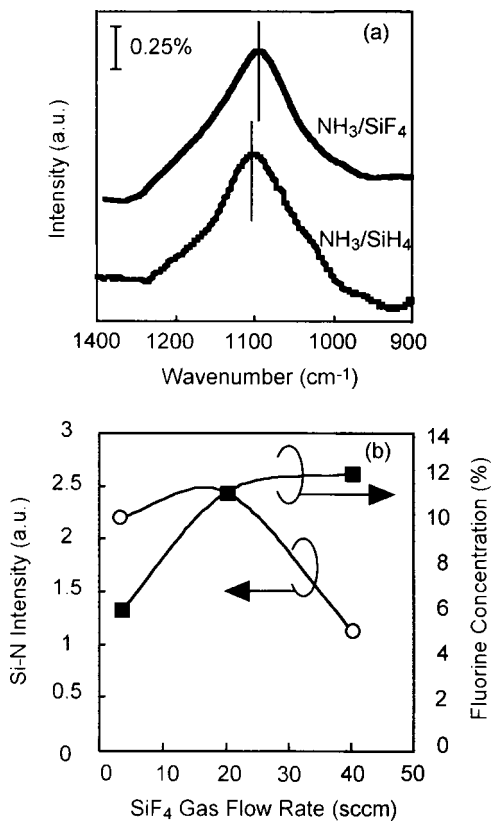 (a)
0.25%
NH3/SiF4
NH3/SiH4
Intensity (a.u.)
1400 1200 1100 1000 900
Wavenumber (cm-1)
(b)
3
2.5
2
1.5
1
0.5
0
Si-N Intensity (a.u.)
14
12
10
8
6
4
2
0
Fluorine Concentration (%)
0 10 20 30 40 50
SiF4 Gas Flow Rate (sccm)